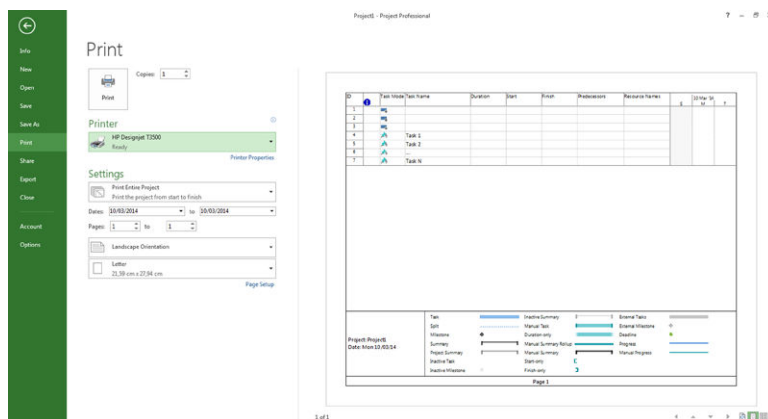 Project1 - Project Professional
Info
New
Open
Save
Save As
Print
Share
Export
Close
Account
Options
Print
Copies: 1
Print
Printer
HP Designjet T3500
Ready
Printer Properties
Settings
Print Entire Project
Print the project from start to finish
Dates: 10/03/2014 to 10/03/2014
Pages: 1 to 1
Landscape Orientation
Letter
21,59 cm x 27,94 cm
Page Setup
ID Task Mode Task Name Duration Start Finish Predecessors Resource Names
S M T
1
2
3
4 Task 1
5 Task 2
6 ...
7 Task N
Project: Project1
Date: Mon 10/03/14
Task Inactive Summary External Tasks
Split Manual Task External Milestone
Milestone Duration-only Deadline
Summary Manual Summary Rollup Progress
Project Summary Manual Summary Manual Progress
Inactive Task Start-only
Inactive Milestone Finish-only
Page 1
1 of 1